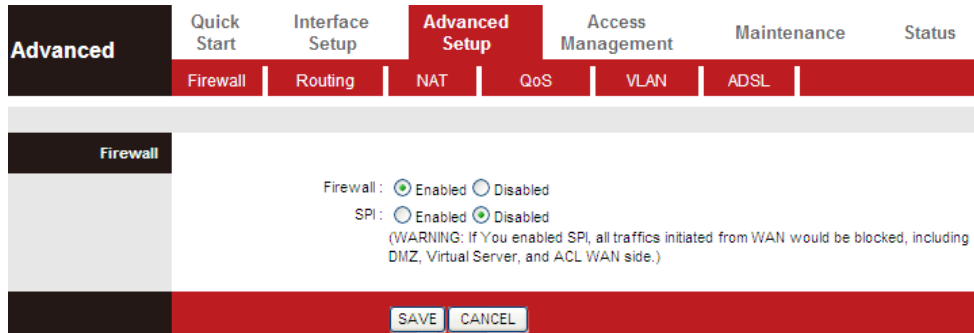 Advanced
Quick Start
Interface Setup
Advanced Setup
Access Management
Maintenance
Status
Firewall
Routing
NAT
QoS
VLAN
ADSL
Firewall
Firewall : Enabled Disabled
SPI : Enabled Disabled
(WARNING: If You enabled SPI, all traffics initiated from WAN would be blocked, including
DMZ, Virtual Server, and ACL WAN side.)
SAVE CANCEL